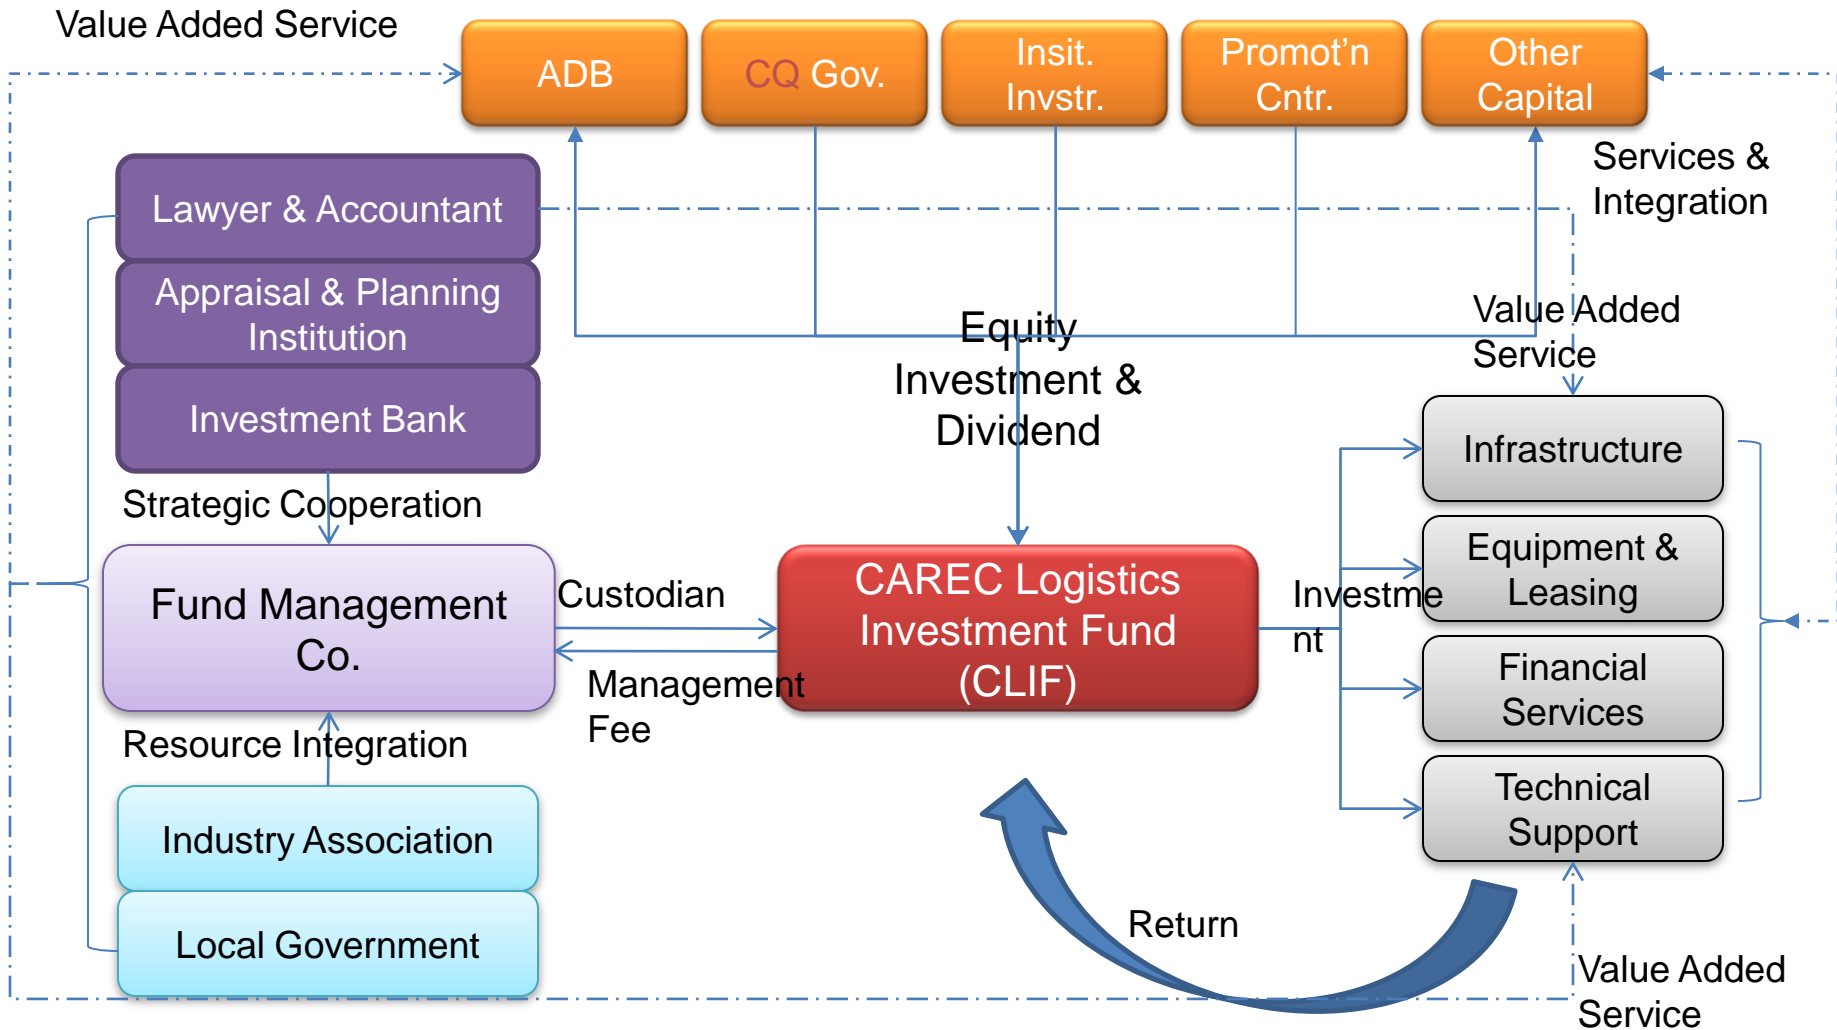 Value Added Service
ADB
CQ Gov.
Insit.
Invstr.
Promot’n
Cntr.
Other
Capital
Services &
Integration
Lawyer & Accountant
Appraisal & Planning
Institution
Investment Bank
Equity
Investment &
Dividend
Value Added
Service
Infrastructure
Strategic Cooperation
Fund Management
Co.
Custodian
Management
Fee
CAREC Logistics
Investment Fund
(CLIF)
Investme
nt
Equipment &
Leasing
Financial
Services
Technical
Support
Resource Integration
Industry Association
Local Government
Return
Value Added
Service